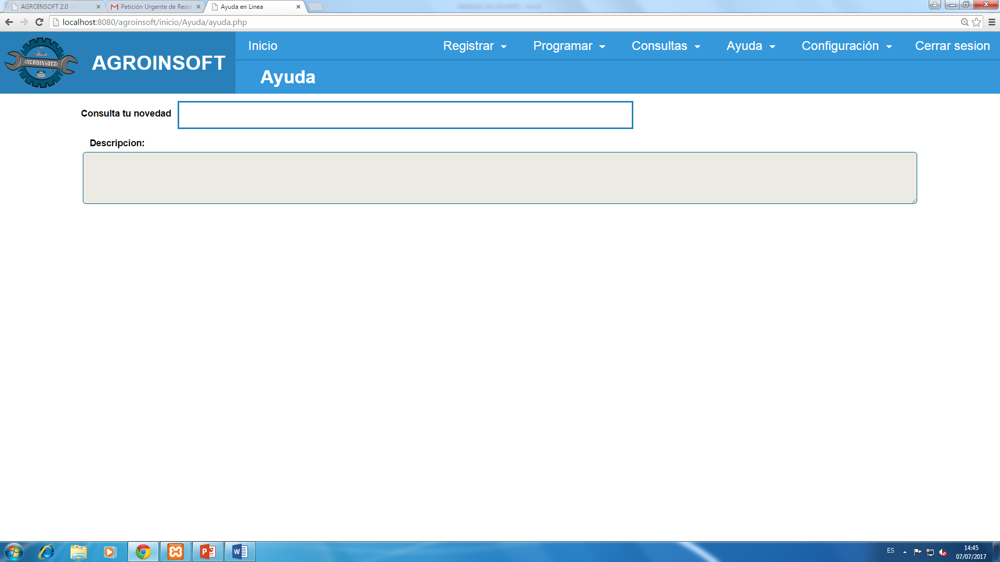 AGROINSOFT 2.0
Petición Urgente de Resol
Ayuda en Linea
localhost:8080/agroinsoft/inicio/Ayuda/ayuda.php
AGROINSOFT
AGROINSOFT
Inicio
Registrar
Programar
Consultas
Ayuda
Configuración
Cerrar sesion
Ayuda
Consulta tu novedad
Descripcion:
ES
14:45
07/07/2017